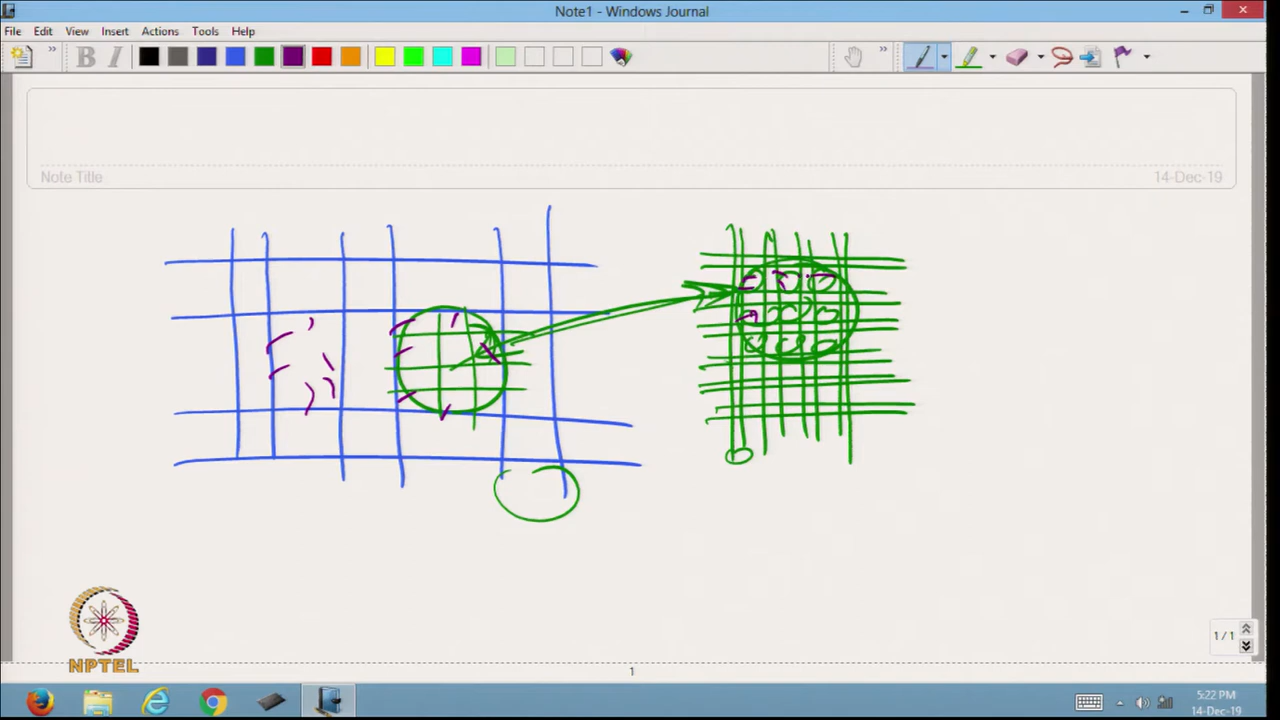 Note1 - Windows Journal
File Edit View Insert Actions Tools Help
B I
Note Title
14-Dec-19
NPTEL
1 / 1
1
5:22 PM
14-Dec-19